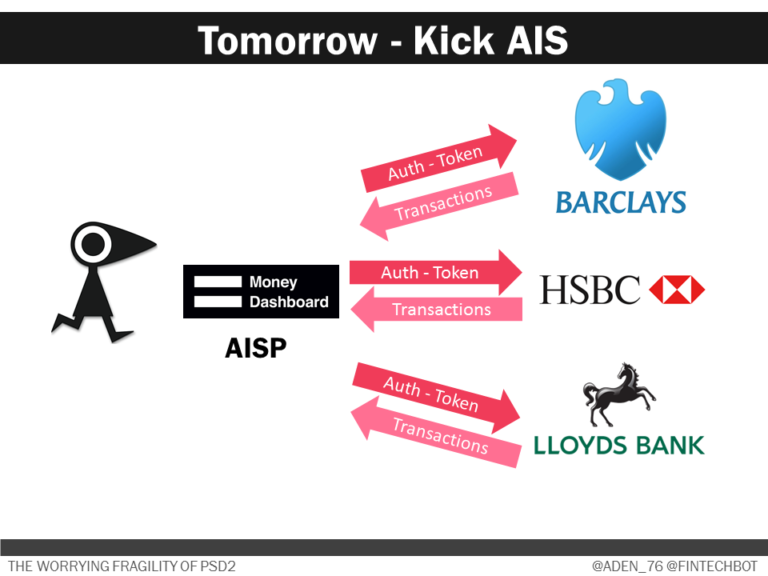 Tomorrow - Kick AIS
Auth - Token
Transactions
BARCLAYS
Money
Dashboard
AISP
Auth - Token
Transactions
HSBC
Auth - Token
Transactions
LLOYDS BANK
THE WORRYING FRAGILITY OF PSD2
@ADEN_76 @FINTECHBOT